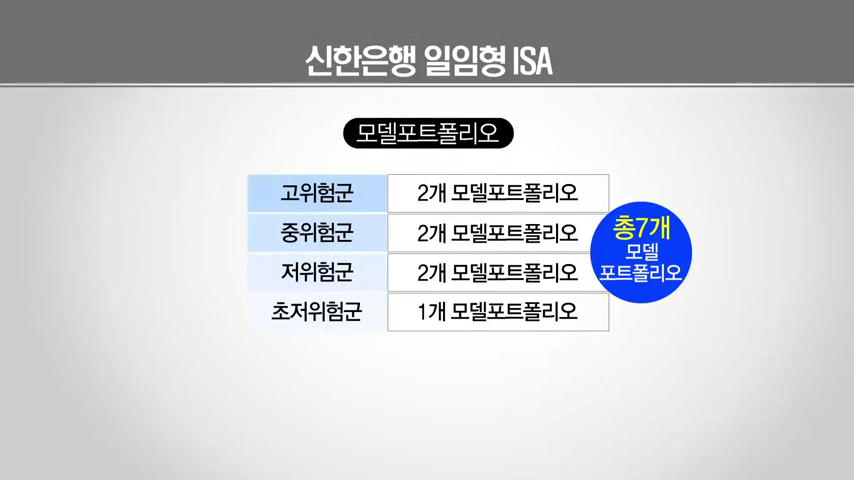 신한은행 일임형 ISA
모델포트폴리오
고위험군 2개 모델포트폴리오
중위험군 2개 모델포트폴리오
저위험군 2개 모델포트폴리오
초저위험군 1개 모델포트폴리오
총7개
모델
포트폴리오